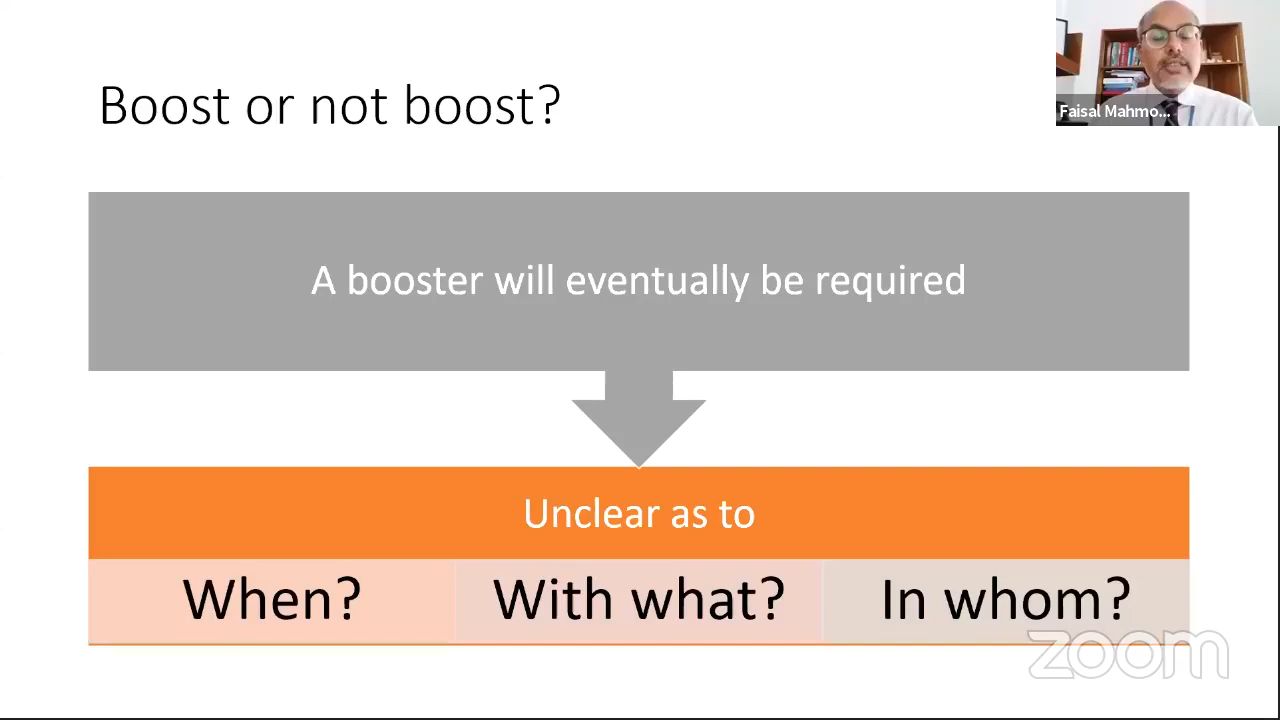 Boost or not boost?
Faisal Mahmo...
A booster will eventually be required
Unclear as to
When?
With what?
In whom?
zoom